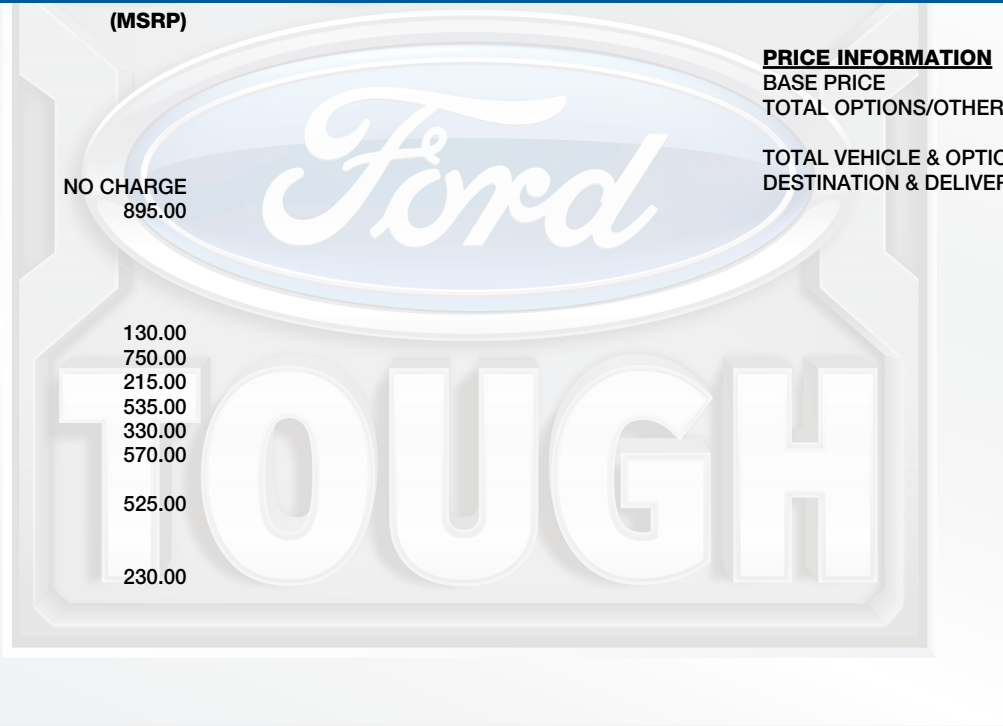 (MSRP)
NO CHARGE
895.00
130.00
750.00
215.00
535.00
330.00
570.00
525.00
230.00
PRICE INFORMATION
BASE PRICE
TOTAL OPTIONS/OTHER
TOTAL VEHICLE & OPTIO
DESTINATION & DELIVER
Ford
TOUGH